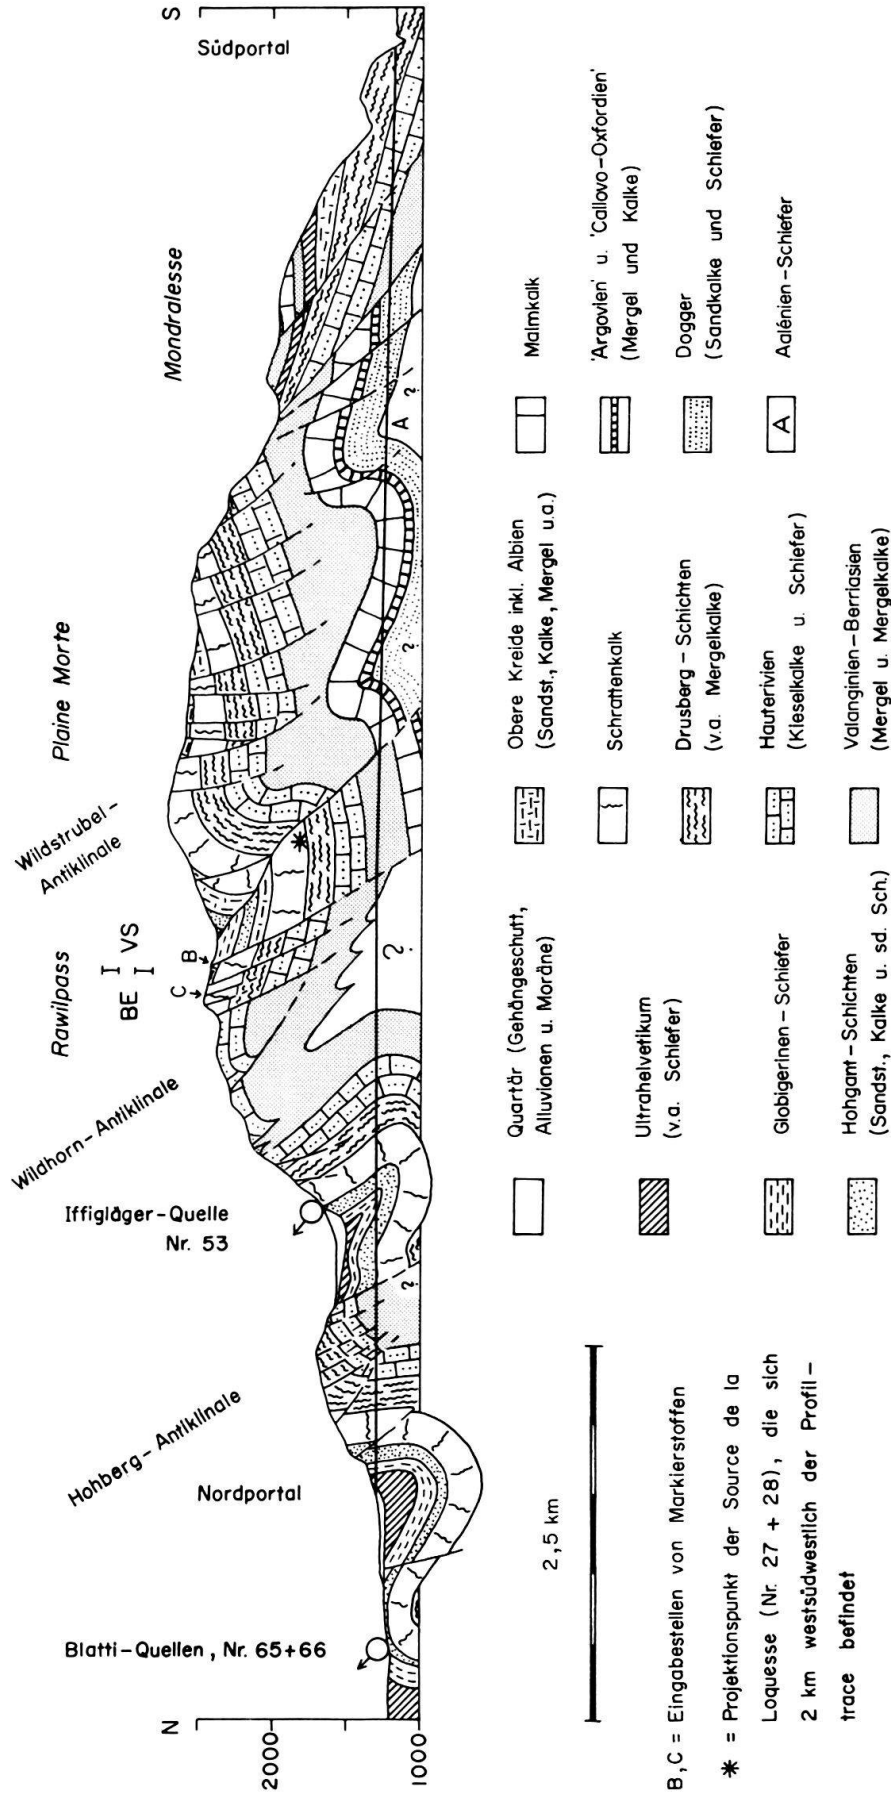 N
S
Blatti-Quellen, Nr. 65+66
Nordportal
Hohberg-Antiklinale
Iffigläger-Quelle
Nr. 53
Wildhorn-Antiklinale
Rawilpass
BE I
I VS
C
B
Wildstrubel-
Antiklinale
Plaine Morte
Mondralesse
Südportal
2000
1000
?
?
?
A ?
2,5 km
B,C = Eingabestellen von Markierstoffen
* = Projektionspunkt der Source de la
Loquesse (Nr. 27 + 28), die sich
2 km westsüdwestlich der Profil-
trace befindet
Quartär (Gehängeschutt,
Alluvionen u. Moräne)
Ultrahelvetikum
(v.a. Schiefer)
Globigerinen-Schiefer
Hohgant-Schichten
(Sandst., Kalke u. sd. Sch.)
Obere Kreide inkl. Albien
(Sandst., Kalke, Mergel u.a.)
Schrattenkalk
Drusberg-Schichten
(v.a. Mergelkalke)
Hauterivien
(Kieselkalke u. Schiefer)
Valanginien-Berriasien
(Mergel u. Mergelkalke)
Malmkalk
'Argovien' u. 'Callovo-Oxfordien'
(Mergel und Kalke)
Dogger
(Sandkalke und Schiefer)
A
Aalénien-Schiefer